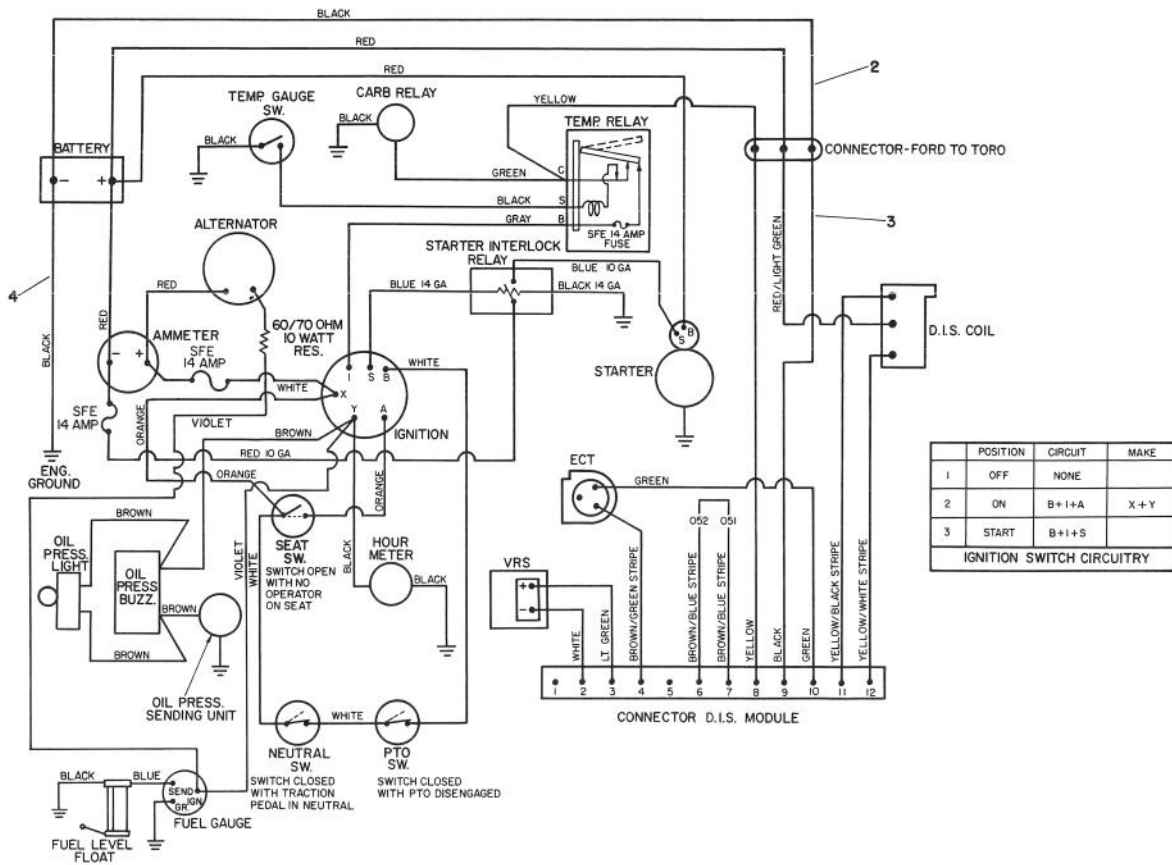 BLACK
RED
RED
2
TEMP. GAUGE
SW.
CARB RELAY
YELLOW
BLACK
BLACK
TEMP. RELAY
BATTERY
- +
CONNECTOR-FORD TO TORO
C
GREEN
S
BLACK
B
GRAY
SFE 14 AMP
FUSE
3
ALTERNATOR
STARTER INTERLOCK
RELAY
BLUE 10 GA
RED/LIGHT GREEN
4
RED
BLUE 14 GA
BLACK 14 GA
BLACK
RED
60/70 OHM
10 WATT
RES.
AMMETER
- +
SFE
14 AMP
WHITE
I S B
WHITE
X
Y A
IGNITION
B
S
STARTER
D.I.S. COIL
SFE
14 AMP
ORANGE
VIOLET
BROWN
RED 10 GA
ENG.
GROUND
ORANGE
ORANGE
ECT
GREEN
POSITION CIRCUIT MAKE
1 OFF NONE
2 ON B+I+A X+Y
3 START B+I+S
IGNITION SWITCH CIRCUITRY
BROWN
OIL
PRESS.
LIGHT
OIL
PRESS
BUZZ.
BROWN
BROWN
VIOLET
WHITE
SEAT
SW.
SWITCH OPEN
WITH NO
OPERATOR
ON SEAT
BLACK
HOUR
METER
BLACK
052 051
VRS
+
-
WHITE
LT. GREEN
BROWN/GREEN STRIPE
BROWN/BLUE STRIPE
BROWN/BLUE STRIPE
YELLOW
BLACK
GREEN
YELLOW/BLACK STRIPE
YELLOW/WHITE STRIPE
1 2 3 4 5 6 7 8 9 10 11 12
CONNECTOR D.I.S. MODULE
OIL PRESS.
SENDING UNIT
WHITE
NEUTRAL
SW.
SWITCH CLOSED
WITH TRACTION
PEDAL IN NEUTRAL
PTO
SW.
SWITCH CLOSED
WITH PTO DISENGAGED
BLACK
BLUE
SEND
IGN
GR.
FUEL GAUGE
FUEL LEVEL
FLOAT